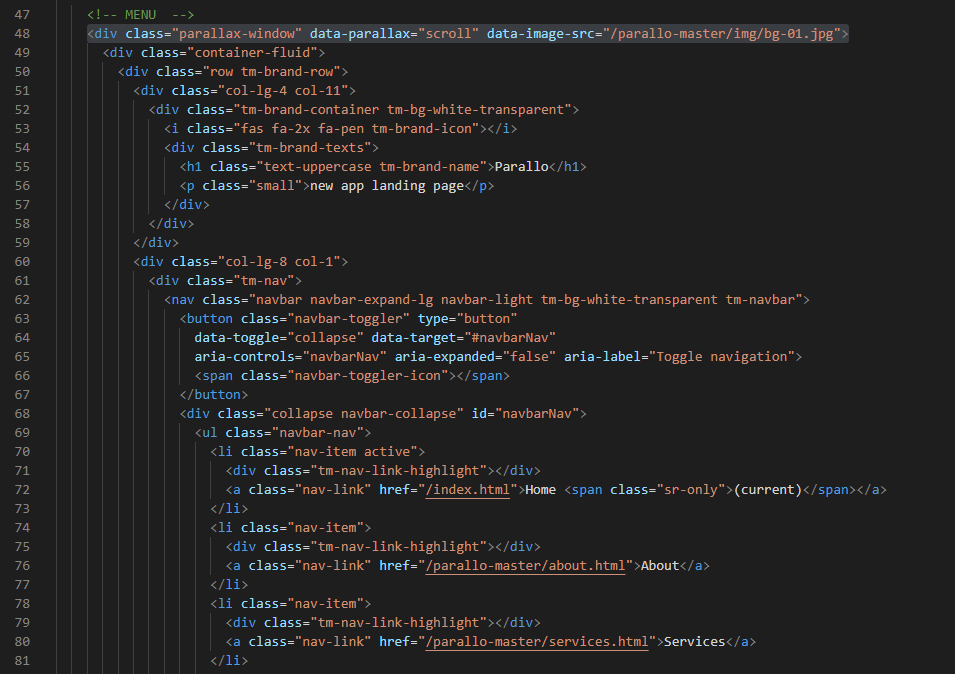 47 <!-- MENU  -->
48 <div class="parallax-window" data-parallax="scroll" data-image-src="/parallo-master/img/bg-01.jpg">
49 <div class="container-fluid">
50 <div class="row tm-brand-row">
51 <div class="col-lg-4 col-11">
52 <div class="tm-brand-container tm-bg-white-transparent">
53 <i class="fas fa-2x fa-pen tm-brand-icon"></i>
54 <div class="tm-brand-texts">
55 <h1 class="text-uppercase tm-brand-name">Parallo</h1>
56 <p class="small">new app landing page</p>
57 </div>
58 </div>
59 </div>
60 <div class="col-lg-8 col-1">
61 <div class="tm-nav">
62 <nav class="navbar navbar-expand-lg navbar-light tm-bg-white-transparent tm-navbar">
63 <button class="navbar-toggler" type="button"
64 data-toggle="collapse" data-target="#navbarNav"
65 aria-controls="navbarNav" aria-expanded="false" aria-label="Toggle navigation">
66 <span class="navbar-toggler-icon"></span>
67 </button>
68 <div class="collapse navbar-collapse" id="navbarNav">
69 <ul class="navbar-nav">
70 <li class="nav-item active">
71 <div class="tm-nav-link-highlight"></div>
72 <a class="nav-link" href="/index.html">Home <span class="sr-only">(current)</span></a>
73 </li>
74 <li class="nav-item">
75 <div class="tm-nav-link-highlight"></div>
76 <a class="nav-link" href="/parallo-master/about.html">About</a>
77 </li>
78 <li class="nav-item">
79 <div class="tm-nav-link-highlight"></div>
80 <a class="nav-link" href="/parallo-master/services.html">Services</a>
81 </li>